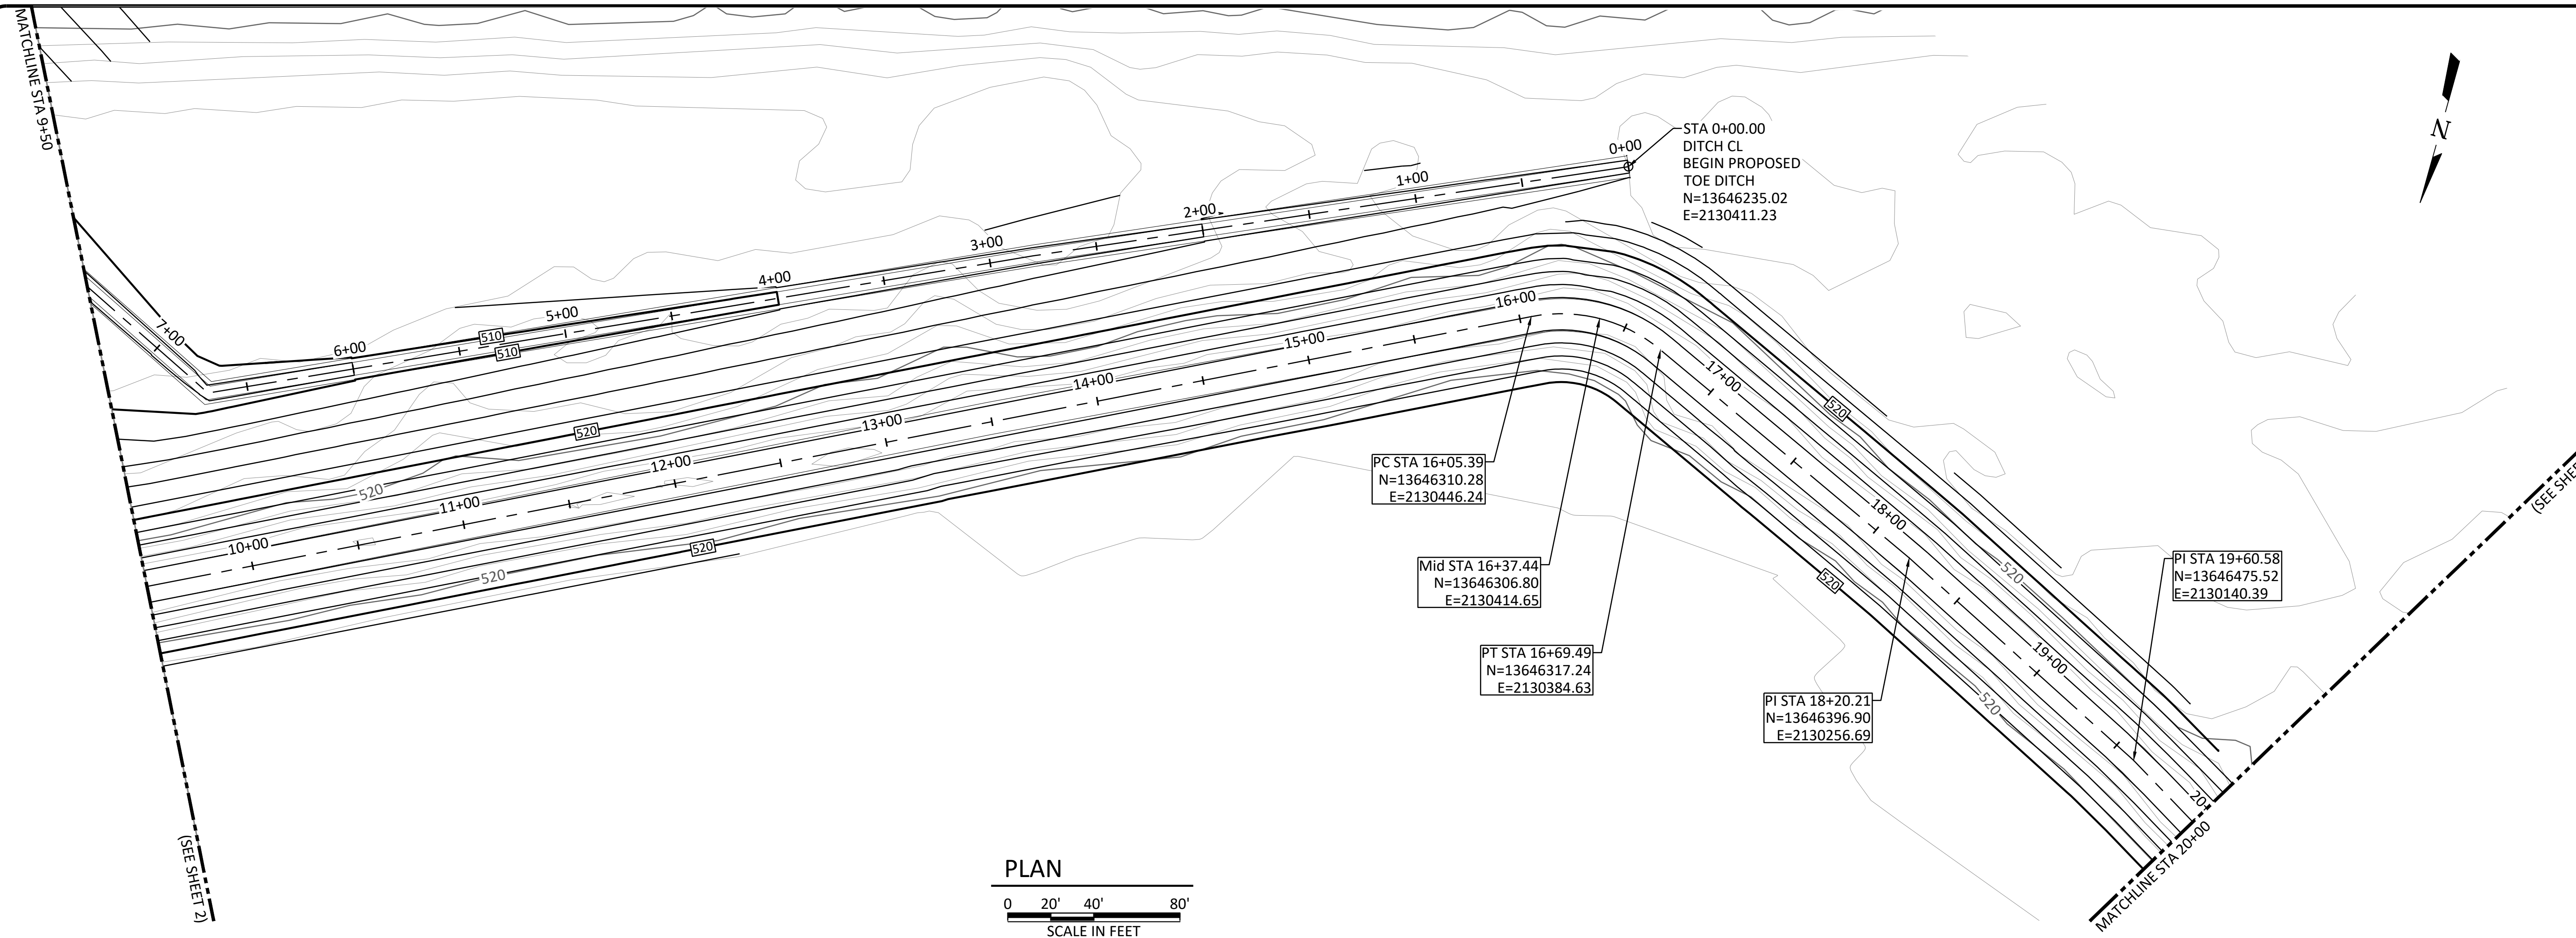 MATCHLINE STA 9+50
(SEE SHEET 2)
N
STA 0+00.00
DITCH CL
BEGIN PROPOSED
TOE DITCH
N=13646235.02
E=2130411.23
0+00
1+00
2+00
3+00
4+00
5+00
6+00
7+00
510
510
520
520
520
520
520
520
520
520
10+00
11+00
12+00
13+00
14+00
15+00
16+00
17+00
18+00
19+00
PC STA 16+05.39
N=13646310.28
E=2130446.24
Mid STA 16+37.44
N=13646306.80
E=2130414.65
PT STA 16+69.49
N=13646317.24
E=2130384.63
PI STA 18+20.21
N=13646396.90
E=2130256.69
PI STA 19+60.58
N=13646475.52
E=2130140.39
20+
MATCHLINE STA 20+00
(SEE
PLAN
0 20' 40' 80'
SCALE IN FEET